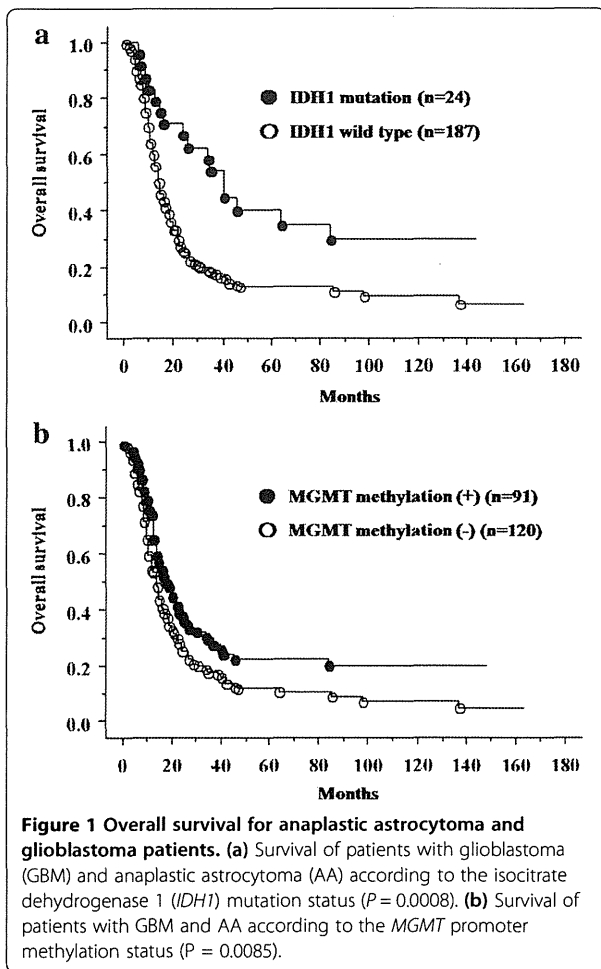 a
1.0
0.8
0.6
0.4
0.2
0.0
Overall survival
IDH1 mutation (n=24)
IDH1 wild type (n=187)
0 20 40 60 80 100 120 140 160 180
Months
b
1.0
0.8
0.6
0.4
0.2
0.0
Overall survival
MGMT methylation (+) (n=91)
MGMT methylation (-) (n=120)
0 20 40 60 80 100 120 140 160 180
Months
Figure 1 Overall survival for anaplastic astrocytoma and
glioblastoma patients. (a) Survival of patients with glioblastoma
(GBM) and anaplastic astrocytoma (AA) according to the isocitrate
dehydrogenase 1 (IDH1) mutation status (P = 0.0008). (b) Survival of
patients with GBM and AA according to the MGMT promoter
methylation status (P = 0.0085).